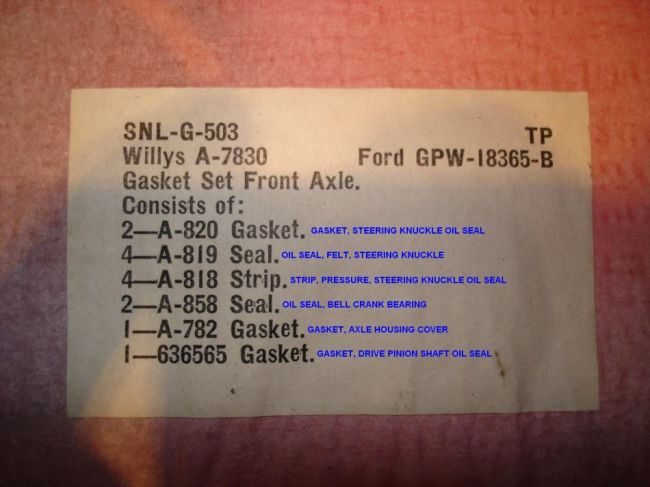 SNL-G-503 TP
Willys A-7830 Ford GPW-18365-B
Gasket Set Front Axle.
Consists of:
2—A-820 Gasket. GASKET, STEERING KNUCKLE OIL SEAL
4—A-819 Seal. OIL SEAL, FELT, STEERING KNUCKLE
4—A-818 Strip. STRIP, PRESSURE, STEERING KNUCKLE OIL SEAL
2—A-858 Seal. OIL SEAL, BELL CRANK BEARING
1—A-782 Gasket. GASKET, AXLE HOUSING COVER
1—636565 Gasket. GASKET, DRIVE PINION SHAFT OIL SEAL